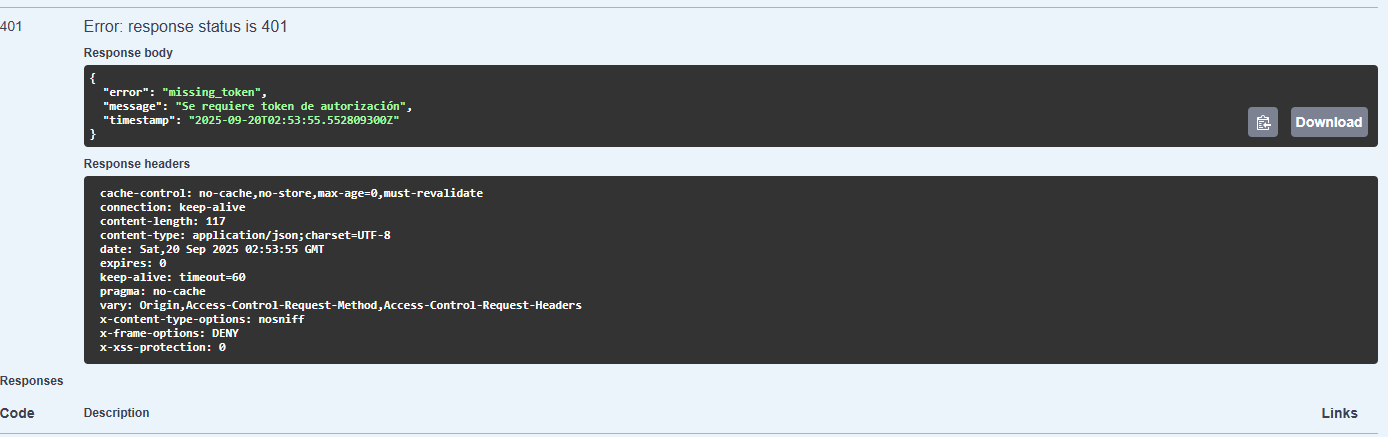 401 Error: response status is 401
Response body
{
"error": "missing_token",
"message": "Se requiere token de autorización",
"timestamp": "2025-09-20T02:53:55.552809300Z"
}
Download
Response headers
cache-control: no-cache,no-store,max-age=0,must-revalidate
connection: keep-alive
content-length: 117
content-type: application/json;charset=UTF-8
date: Sat,20 Sep 2025 02:53:55 GMT
expires: 0
keep-alive: timeout=60
pragma: no-cache
vary: Origin,Access-Control-Request-Method,Access-Control-Request-Headers
x-content-type-options: nosniff
x-frame-options: DENY
x-xss-protection: 0
Responses
Code Description Links